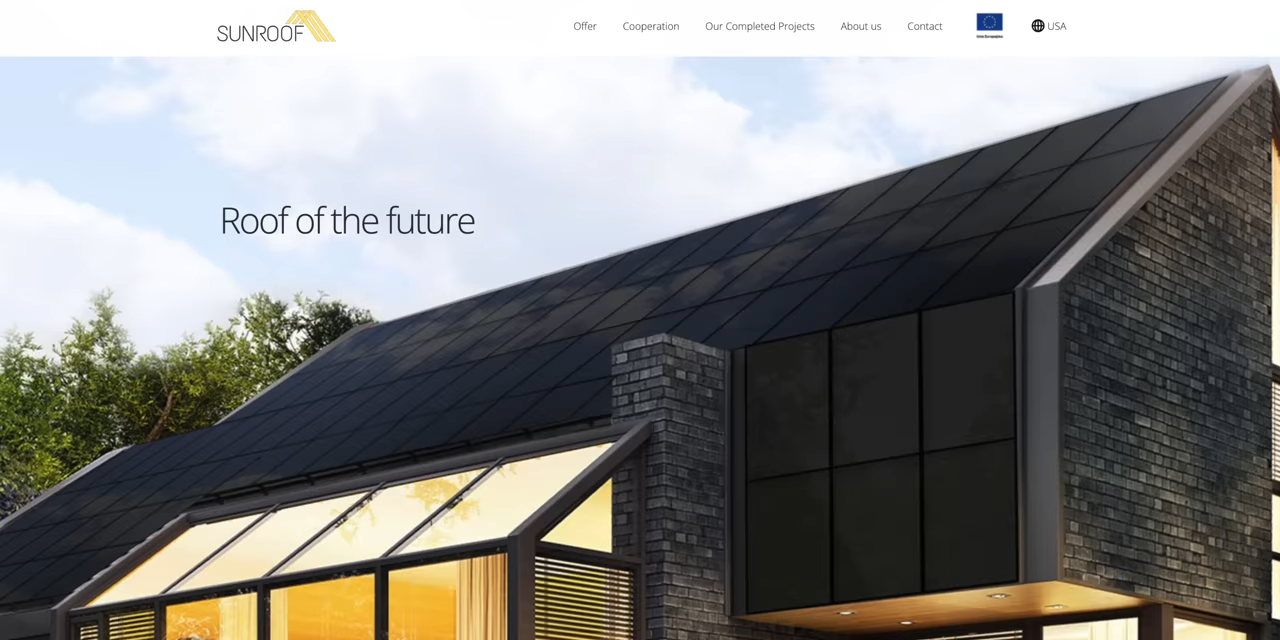 SUNROOF
Offer
Cooperation
Our Completed Projects
About us
Contact
USA
Roof of the future